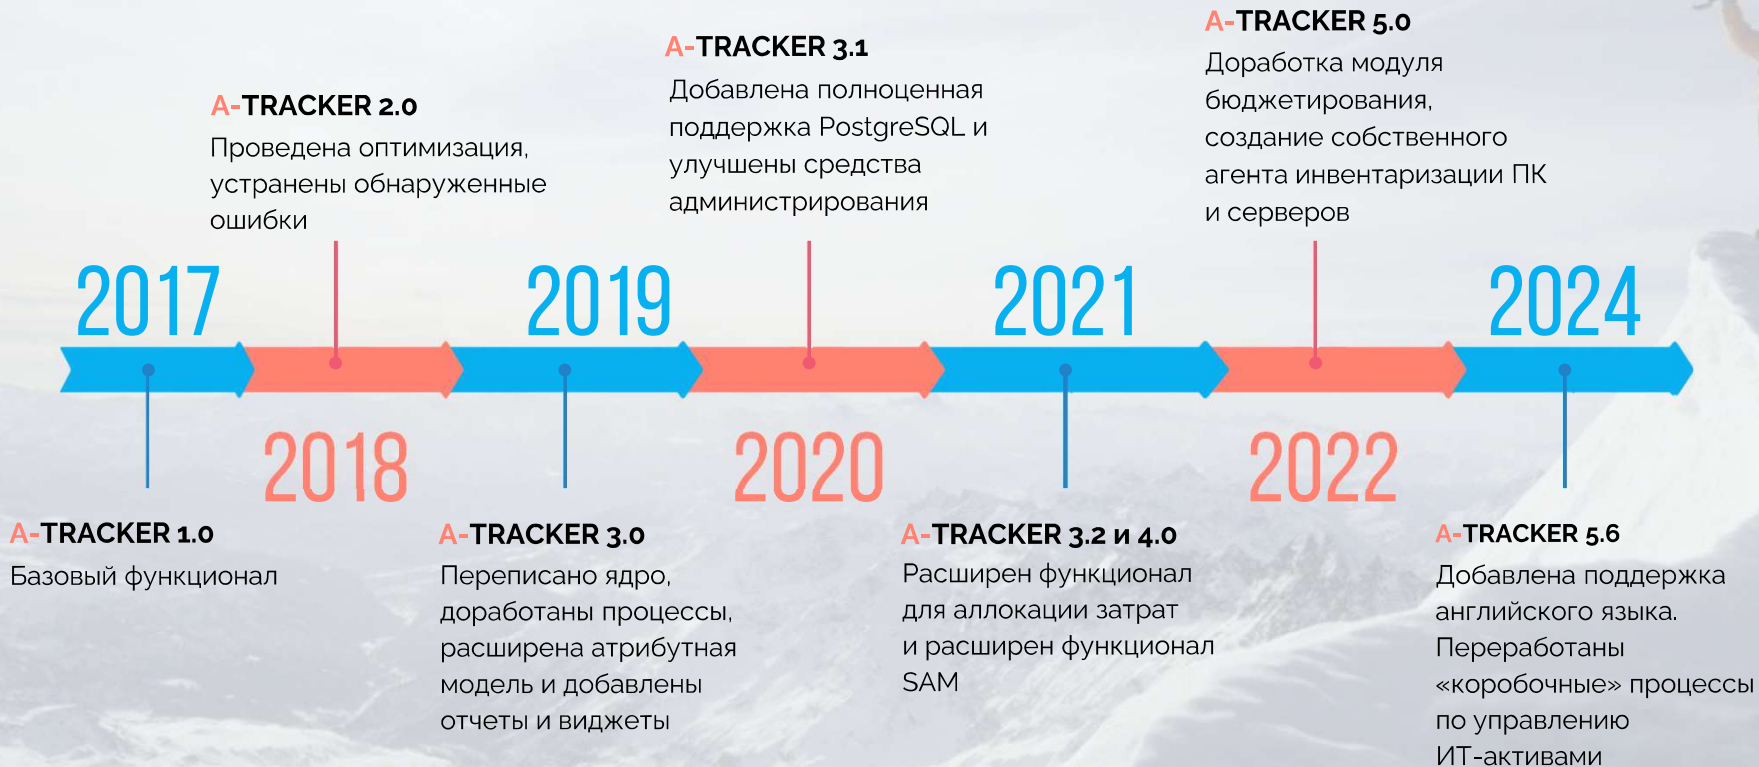 A-TRACKER 5.0
Доработка модуля
бюджетирования,
создание собственного
агента инвентаризации ПК
и серверов
A-TRACKER 3.1
Добавлена полноценная
поддержка PostgreSQL и
улучшены средства
администрирования
A-TRACKER 2.0
Проведена оптимизация,
устранены обнаруженные
ошибки
2017
2019
2021
2024
2018
2020
2022
A-TRACKER 1.0
Базовый функционал
A-TRACKER 3.0
Переписано ядро,
доработаны процессы,
расширена атрибутная
модель и добавлены
отчеты и виджеты
A-TRACKER 3.2 и 4.0
Расширен функционал
для аллокации затрат
и расширен функционал
SAM
A-TRACKER 5.6
Добавлена поддержка
английского языка.
Переработаны
«коробочные» процессы
по управлению
ИТ-активами